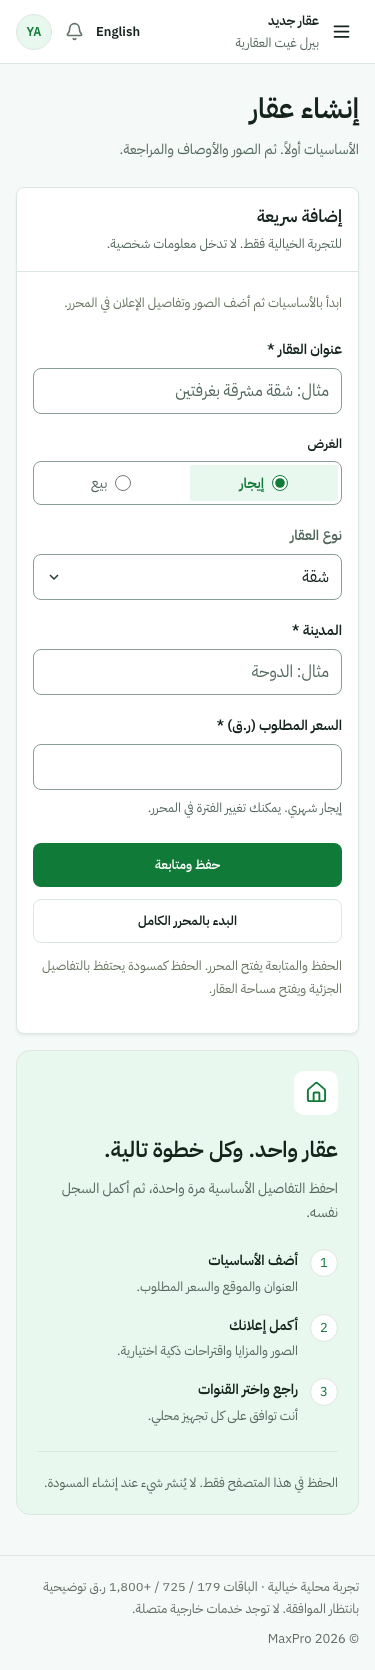 عقار جديد
بيرل غيت العقارية
English
YA
إنشاء عقار
الأساسيات أولاً. ثم الصور والأوصاف والمراجعة.
إضافة سريعة
للتجربة الخيالية فقط. لا تدخل معلومات شخصية.
ابدأ بالأساسيات ثم أضف الصور وتفاصيل الإعلان في المحرر.
عنوان العقار *
مثال: شقة مشرقة بغرفتين
الغرض
إيجار
بيع
نوع العقار
شقة
المدينة *
مثال: الدوحة
السعر المطلوب (ر.ق) *
إيجار شهري. يمكنك تغيير الفترة في المحرر.
حفظ ومتابعة
البدء بالمحرر الكامل
الحفظ والمتابعة يفتح المحرر. الحفظ كمسودة يحتفظ بالتفاصيل
الجزئية ويفتح مساحة العقار.
عقار واحد. وكل خطوة تالية.
احفظ التفاصيل الأساسية مرة واحدة، ثم أكمل السجل
نفسه.
1 أضف الأساسيات
العنوان والموقع والسعر المطلوب.
2 أكمل إعلانك
الصور والمزايا واقتراحات ذكية اختيارية.
3 راجع واختر القنوات
أنت توافق على كل تجهيز محلي.
الحفظ في هذا المتصفح فقط. لا يُنشر شيء عند إنشاء المسودة.
تجربة محلية خيالية · الباقات 179 / 725 / +1,800 ر.ق توضيحية
بانتظار الموافقة. لا توجد خدمات خارجية متصلة.
© 2026 MaxPro